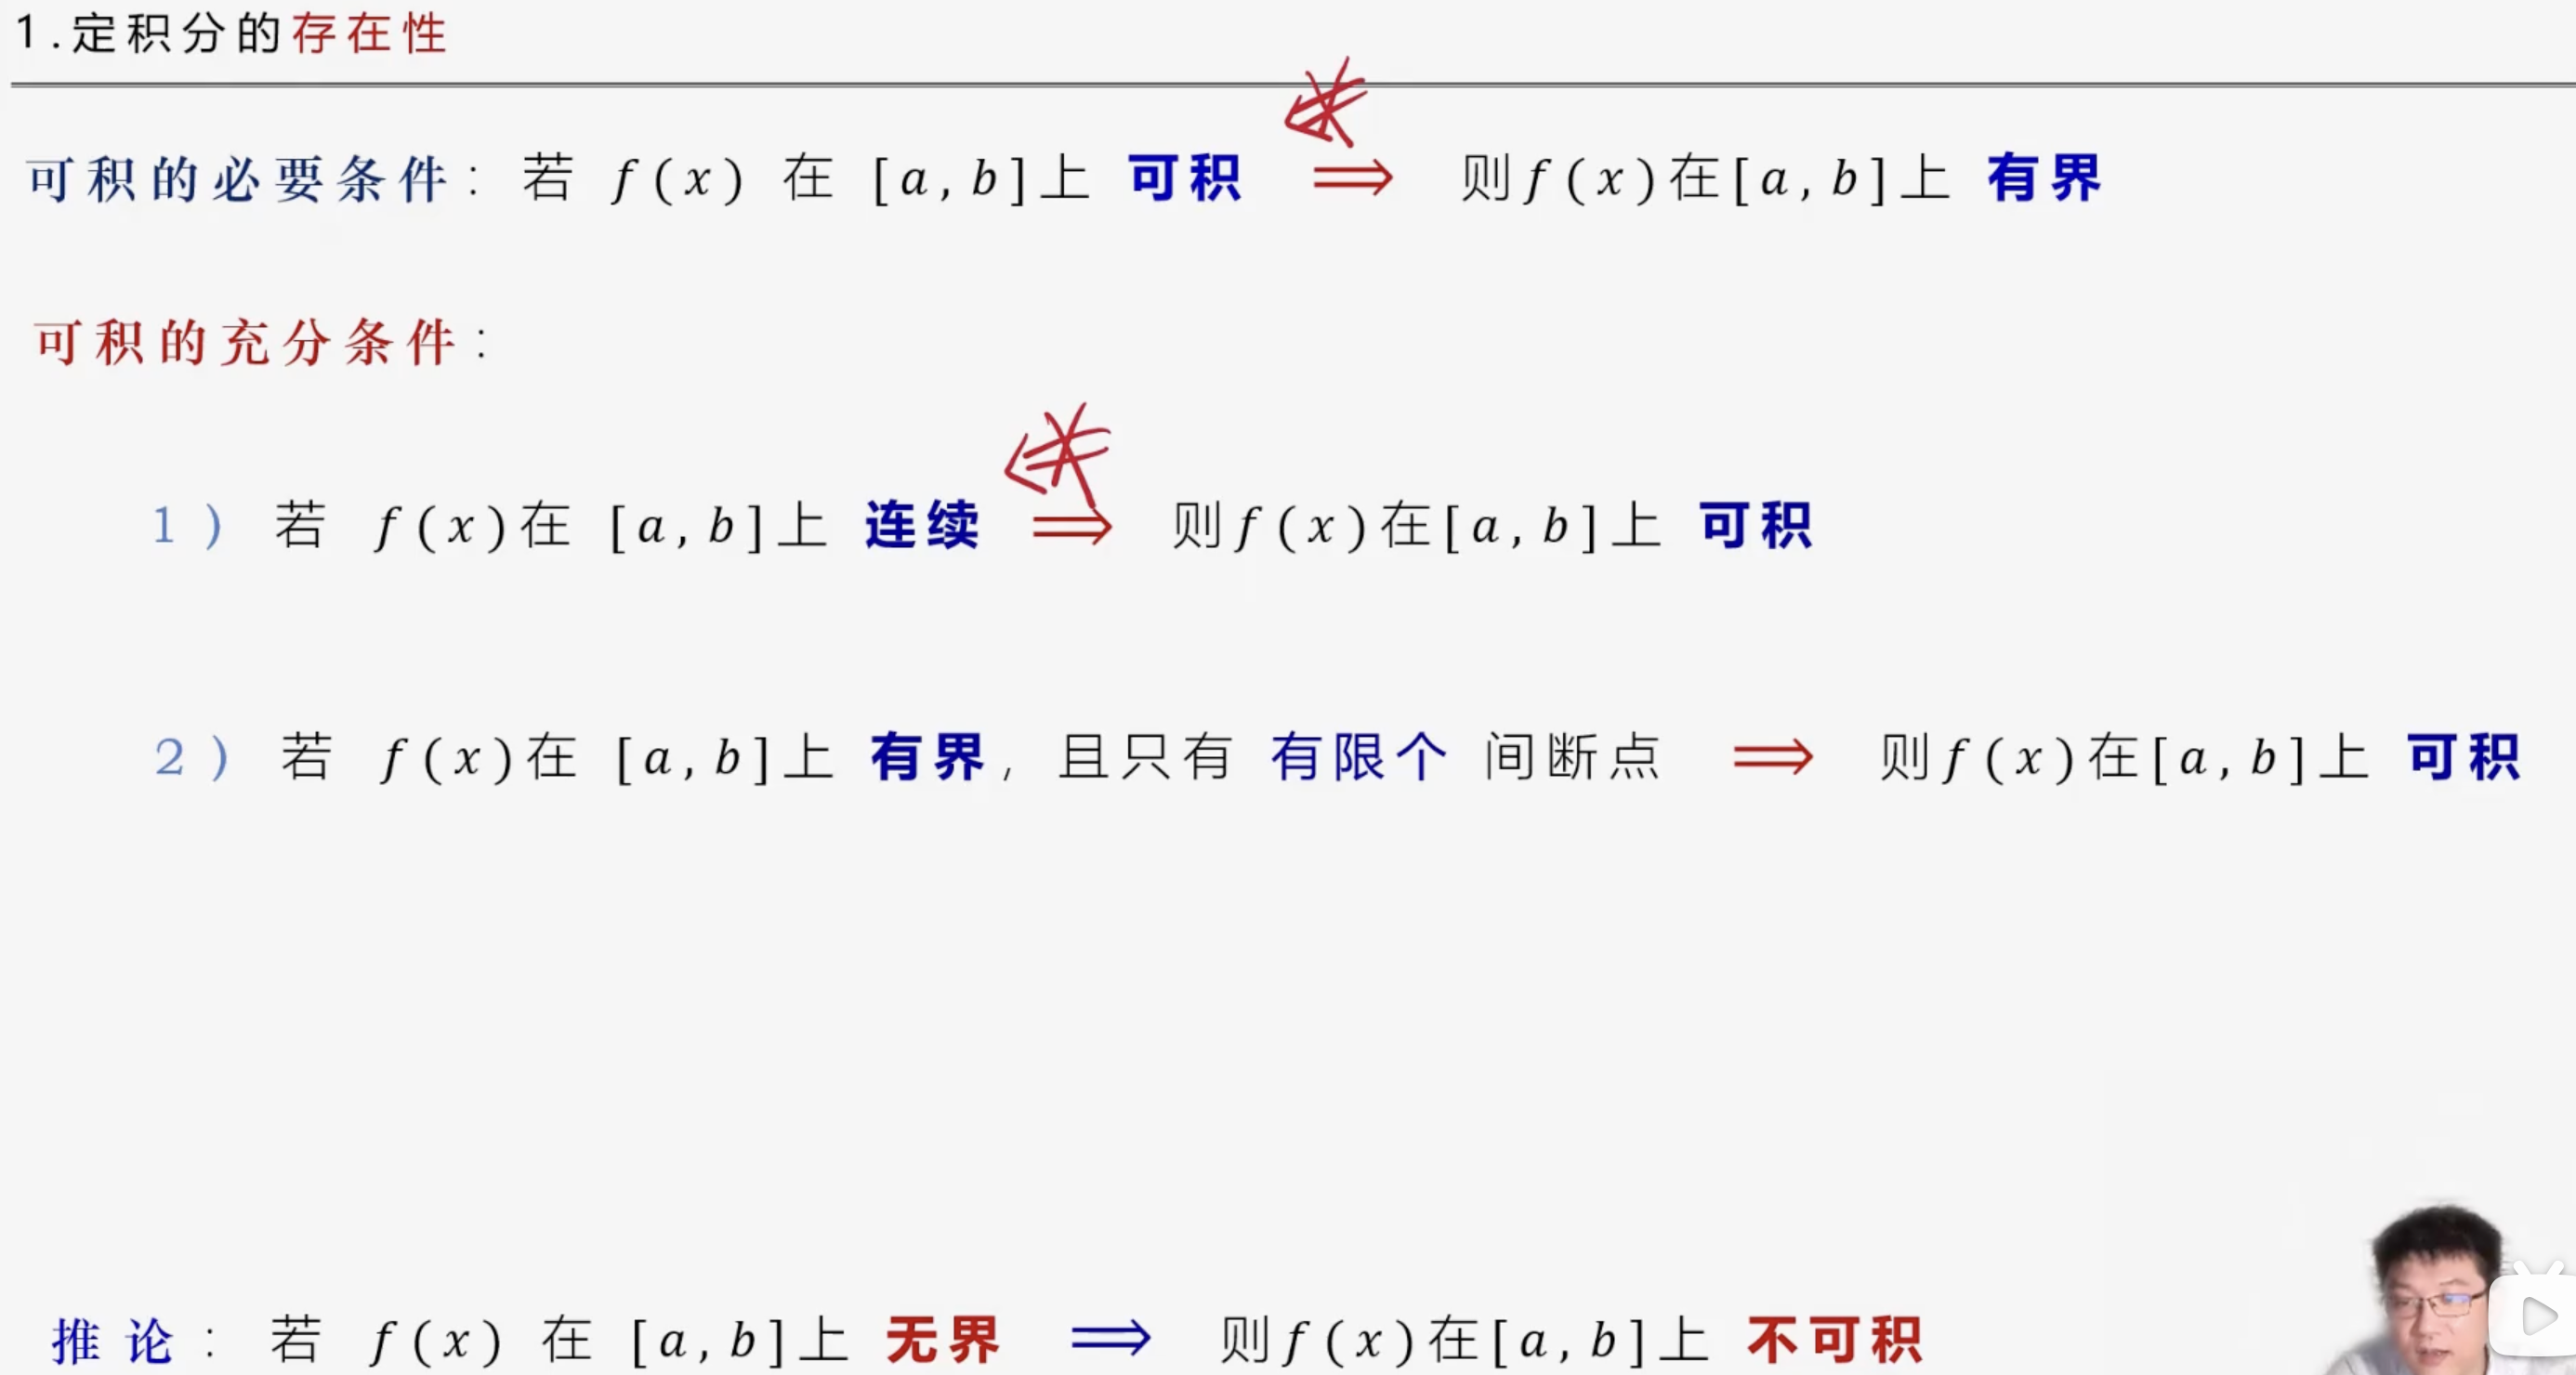 1.定积分的存在性
可积的必要条件：若 f(x) 在 [a,b]上 可积 ⟹ 则f(x)在[a,b]上 有界
可积的充分条件：
1) 若 f(x)在 [a,b]上 连续 ⟹ 则f(x)在[a,b]上 可积
2) 若 f(x)在 [a,b]上 有界, 且只有 有限个 间断点 ⟹ 则f(x)在[a,b]上 可积
推论：若 f(x) 在 [a,b]上 无界 ⟹ 则f(x)在[a,b]上 不可积